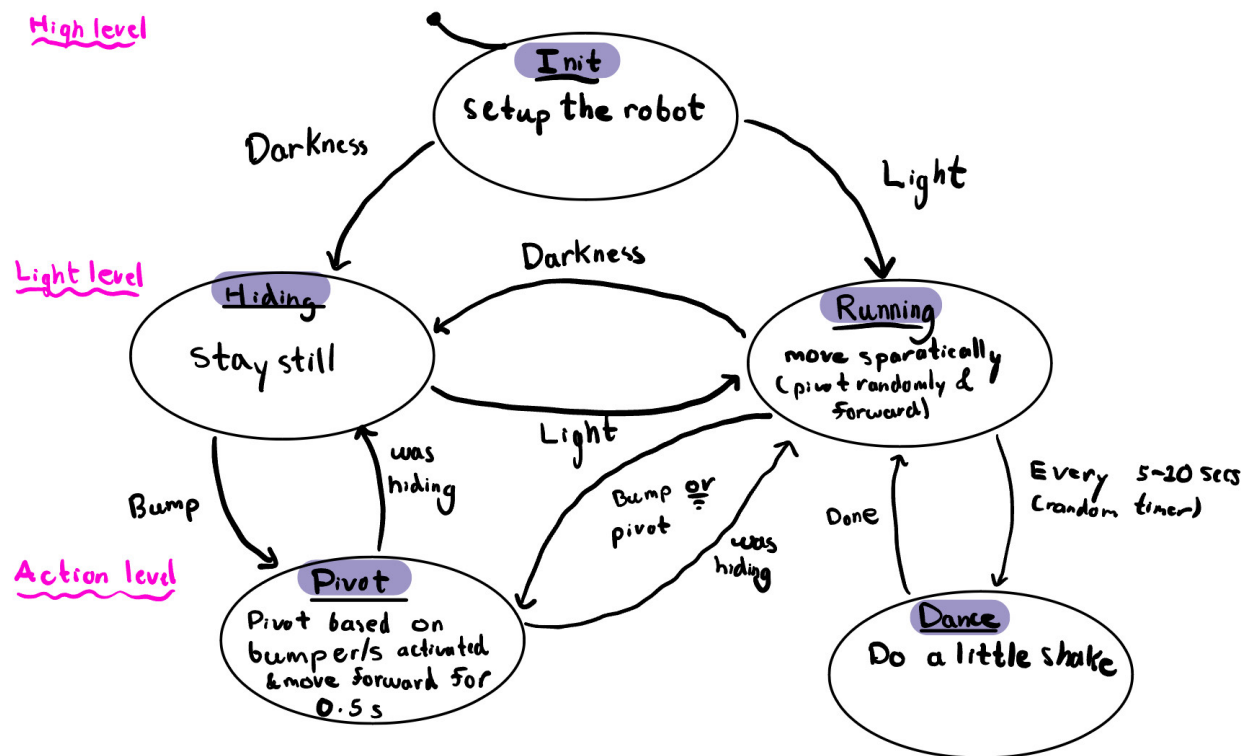 High level
Init
setup the robot
Darkness
Light
Light level
Hiding
Stay still
Darkness
Running
move sparatically
(pivot randomly &
forward)
Light
Bump
was
hiding
Bump or
pivot
was
hiding
Done
Every 5-10 secs
(random timer)
Action level
Pivot
Pivot based on
bumper/s activated
& move forward for
0.5s
Dance
Do a little shake